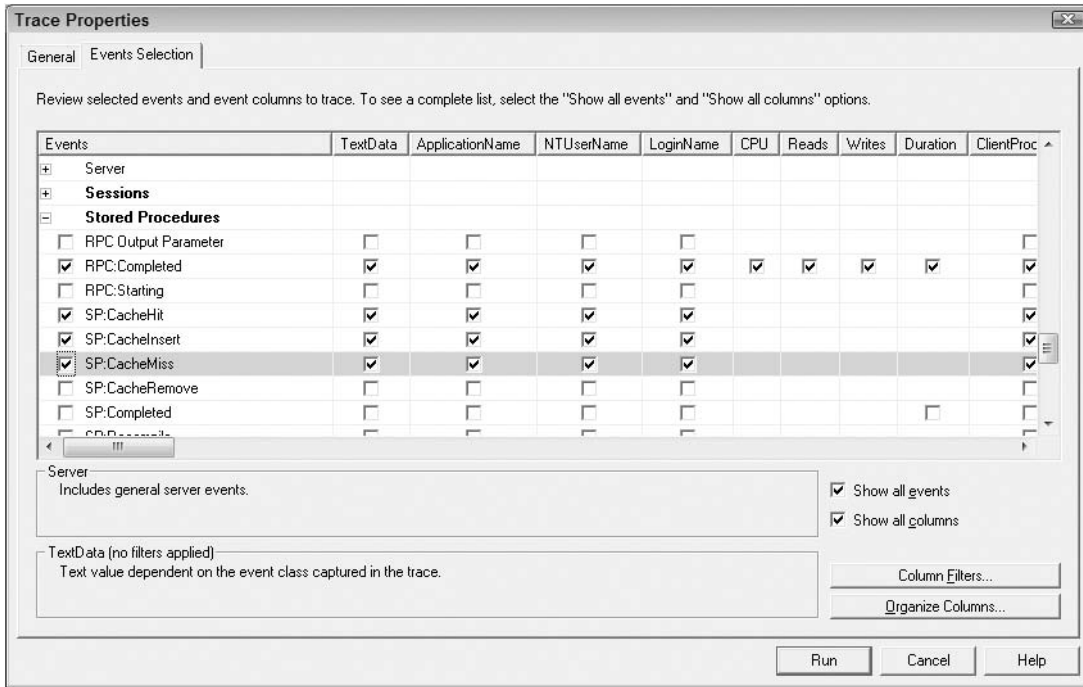 Trace Properties
General Events Selection
Review selected events and event columns to trace. To see a complete list, select the "Show all events" and "Show all columns" options.
Events TextData ApplicationName NTUserName LoginName CPU Reads Writes Duration ClientProc
Server
Sessions
Stored Procedures
RPC Output Parameter
RPC:Completed
RPC:Starting
SP:CacheHit
SP:CacheInsert
SP:CacheMiss
SP:CacheRemove
SP:Completed
Server
Includes general server events.
Show all events
Show all columns
TextData (no filters applied)
Text value dependent on the event class captured in the trace.
Column Filters...
Organize Columns...
Run Cancel Help